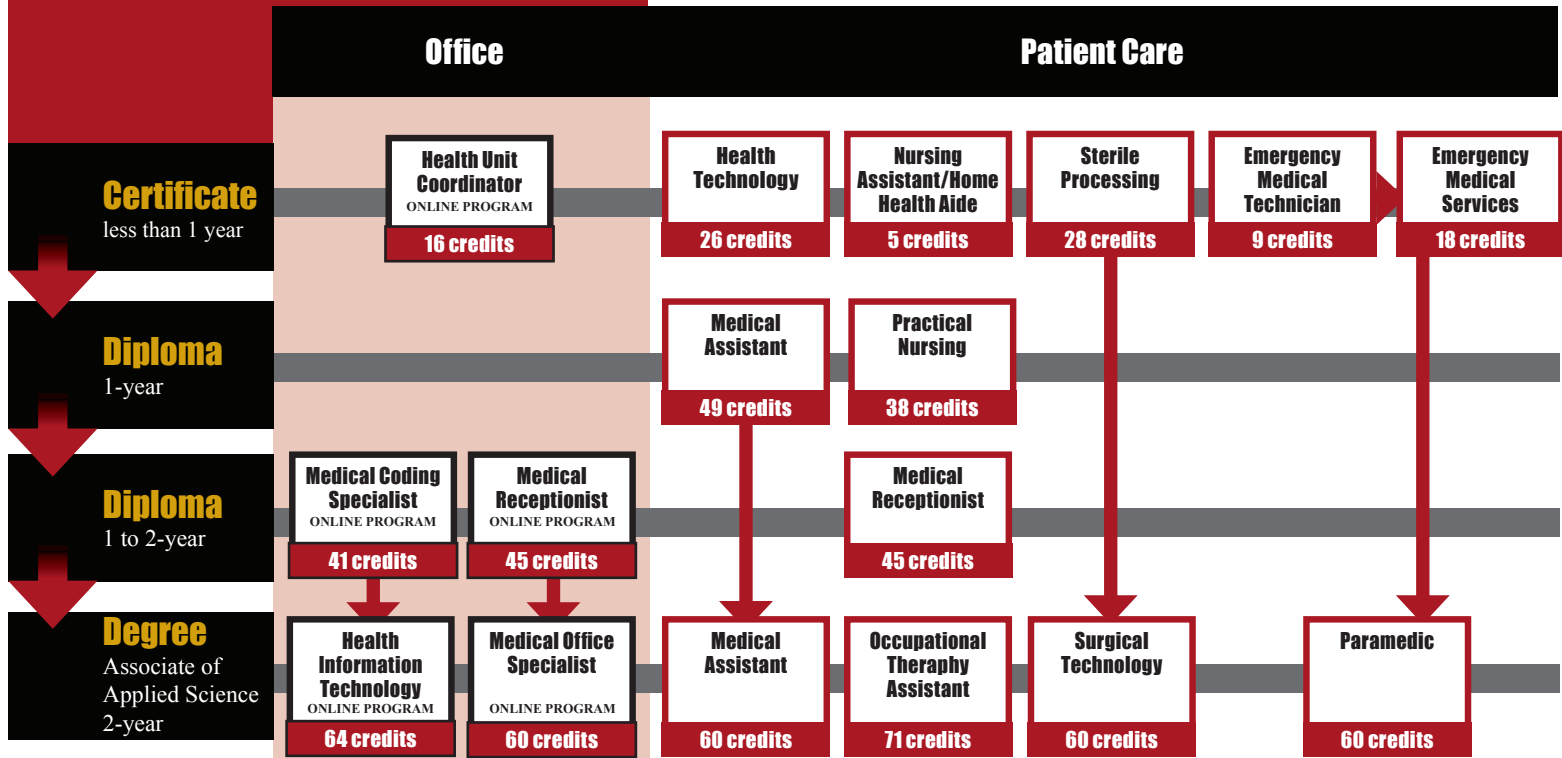 Office
Patient Care
Certificate
less than 1 year
Health Unit
Coordinator
ONLINE PROGRAM
16 credits
Health
Technology
26 credits
Nursing
Assistant/Home
Health Aide
5 credits
Sterile
Processing
28 credits
Emergency
Medical
Technician
9 credits
Emergency
Medical
Services
18 credits
Diploma
1-year
Medical
Assistant
49 credits
Practical
Nursing
38 credits
Diploma
1 to 2-year
Medical Coding
Specialist
ONLINE PROGRAM
41 credits
Medical
Receptionist
ONLINE PROGRAM
45 credits
Medical
Receptionist
45 credits
Degree
Associate of
Applied Science
2-year
Health
Information
Technology
ONLINE PROGRAM
64 credits
Medical Office
Specialist
ONLINE PROGRAM
60 credits
Medical
Assistant
60 credits
Occupational
Theraphy
Assistant
71 credits
Surgical
Technology
60 credits
Paramedic
60 credits